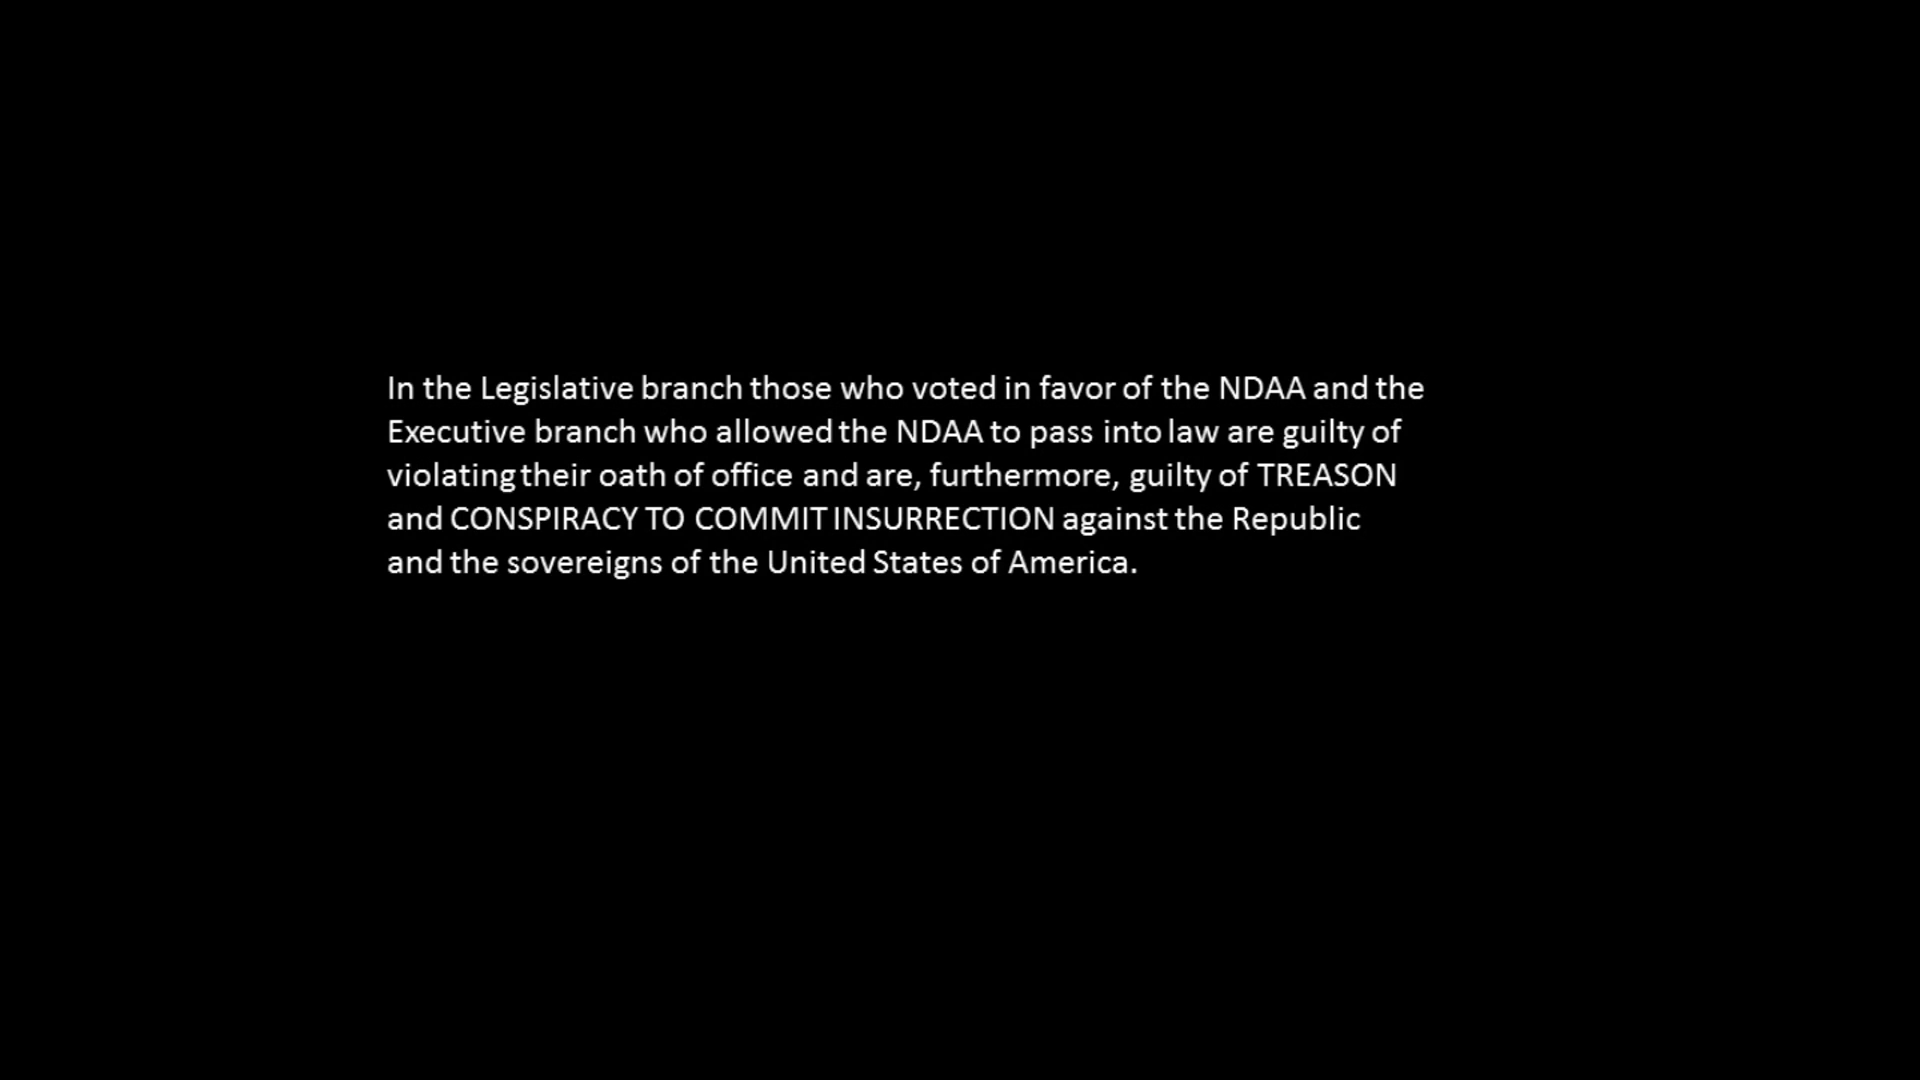 In the Legislative branch those who voted in favor of the NDAA and the
Executive branch who allowed the NDAA to pass into law are guilty of
violating their oath of office and are, furthermore, guilty of TREASON
and CONSPIRACY TO COMMIT INSURRECTION against the Republic
and the sovereigns of the United States of America.